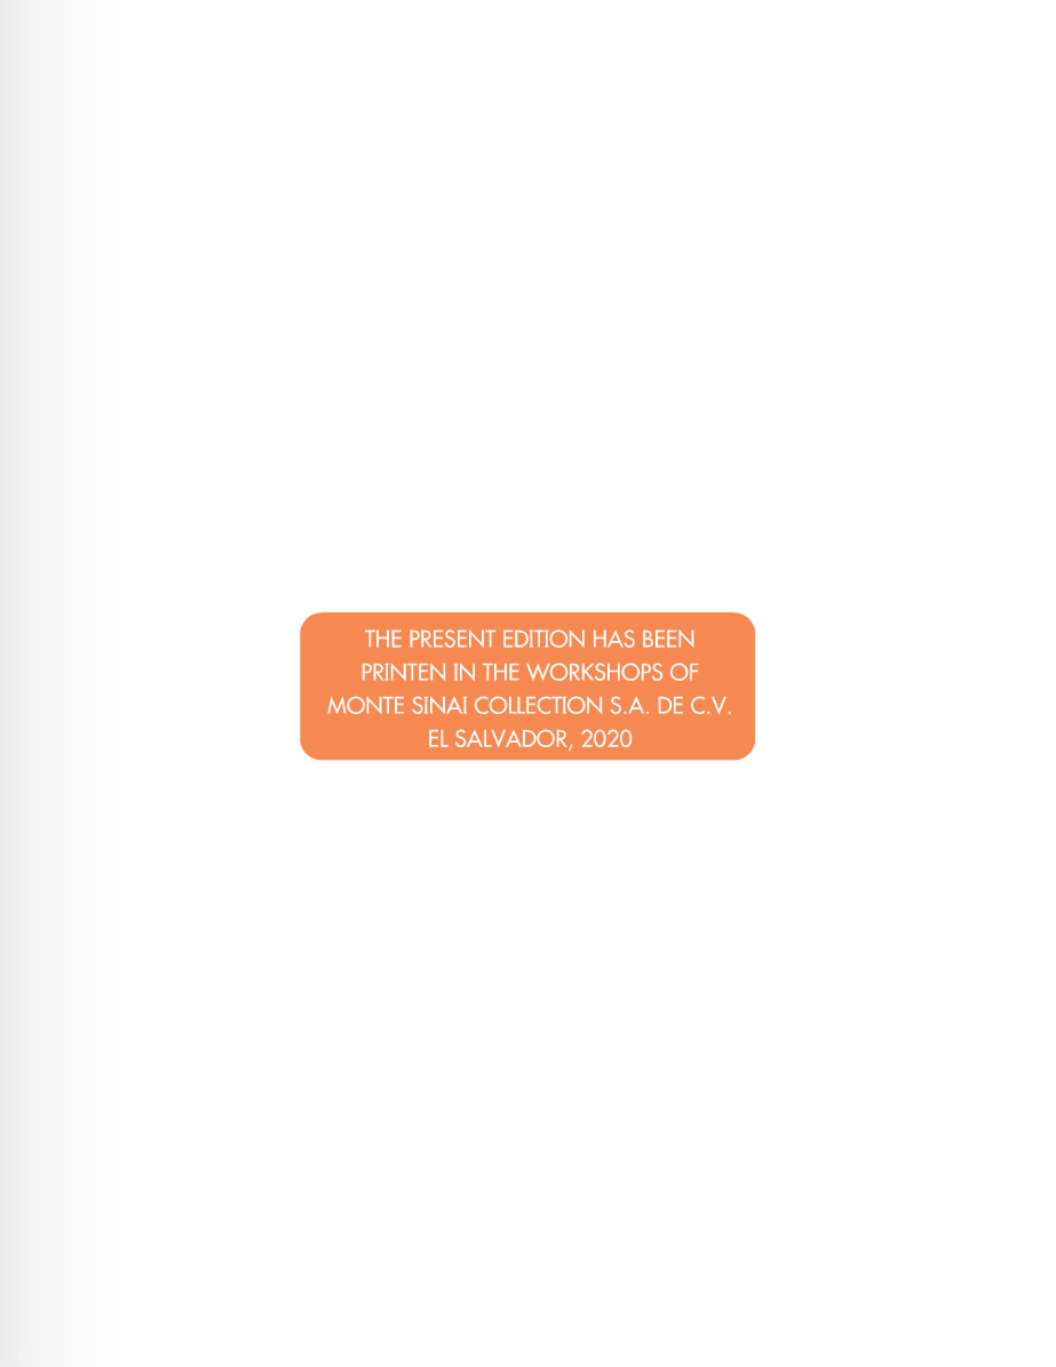 THE PRESENT EDITION HAS BEEN
PRINTEN IN THE WORKSHOPS OF
MONTE SINAI COLLECTION S.A. DE C.V.
EL SALVADOR, 2020